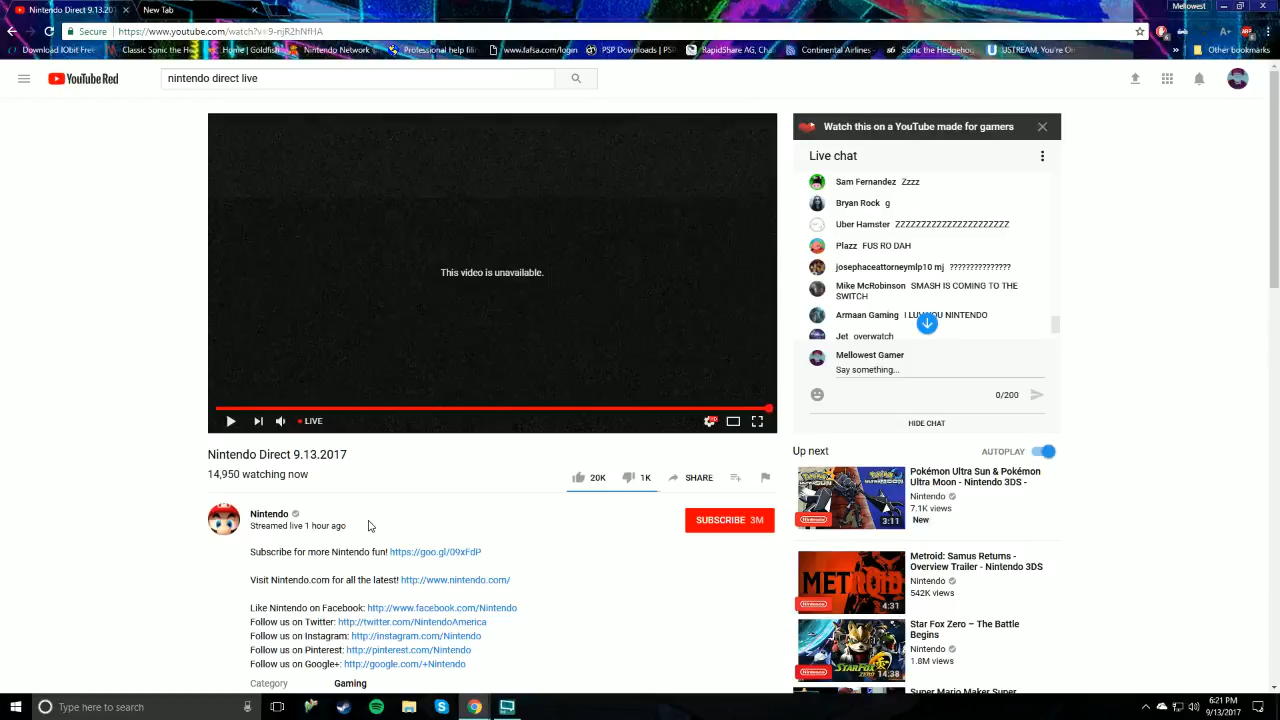 Nintendo Direct 9.13.201
New Tab
Mellowest
Secure
https://www.youtube.com/watch?v=9-njR2hNfHA
Download IObit Free
Classic Sonic the Hedg
Home | Goldfish
Nintendo Network
Professional help filin
www.fafsa.com/login
PSP Downloads | PSP
RapidShare AG, Cha
Continental Airlines -
Sonic the Hedgehog
USTREAM, You're On
Other bookmarks
YouTube Red
nintendo direct live
Watch this on a YouTube made for gamers
Live chat
Sam Fernandez Zzzz
Bryan Rock g
Uber Hamster ZZZZZZZZZZZZZZZZZZZZZZ
Plazz FUS RO DAH
josephaceattorneymlp10 mj ???????????????
Mike McRobinson SMASH IS COMING TO THE
SWITCH
Armaan Gaming I LUV YOU NINTENDO
Jet overwatch
Mellowest Gamer
Say something...
0/200
HIDE CHAT
This video is unavailable.
LIVE
Nintendo Direct 9.13.2017
14,950 watching now
20K
1K
SHARE
Nintendo
Streamed live 1 hour ago
SUBSCRIBE 3M
Subscribe for more Nintendo fun! https://goo.gl/09xFdP
Visit Nintendo.com for all the latest! http://www.nintendo.com/
Like Nintendo on Facebook: http://www.facebook.com/Nintendo
Follow us on Twitter: http://twitter.com/NintendoAmerica
Follow us on Instagram: http://instagram.com/Nintendo
Follow us on Pinterest: http://pinterest.com/Nintendo
Follow us on Google+: http://google.com/+Nintendo
Category Gaming
Up next
AUTOPLAY
3:11
Pokémon Ultra Sun & Pokémon
Ultra Moon - Nintendo 3DS -
Nintendo
7.1K views
New
METROID
4:31
Metroid: Samus Returns -
Overview Trailer - Nintendo 3DS
Nintendo
542K views
STARFOX
ZERO
14:38
Star Fox Zero – The Battle
Begins
Nintendo
1.8M views
Super Mario Maker Super
Type here to search
6:21 PM
9/13/2017